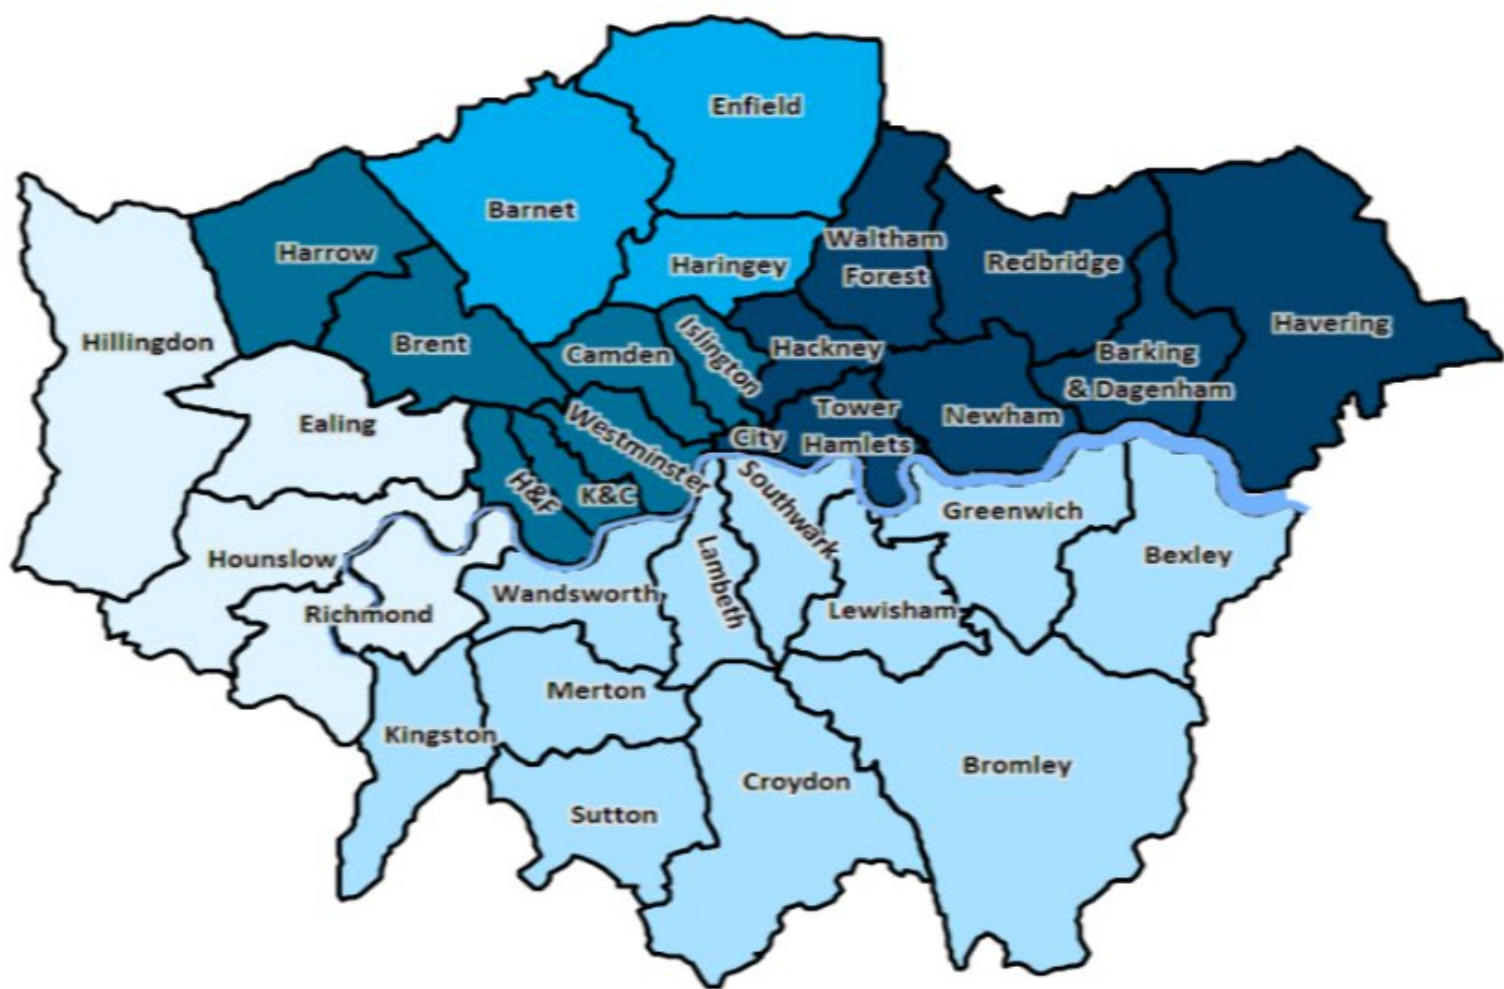 Enfield
Barnet
Harrow
Haringey
Waltham
Forest
Redbridge
Havering
Hillingdon
Brent
Camden
Islington
Hackney
Barking
& Dagenham
Ealing
Westminster
City
Tower
Hamlets
Newham
H&F
K&C
Southwark
Greenwich
Hounslow
Richmond
Wandsworth
Lambeth
Lewisham
Bexley
Kingston
Merton
Sutton
Croydon
Bromley